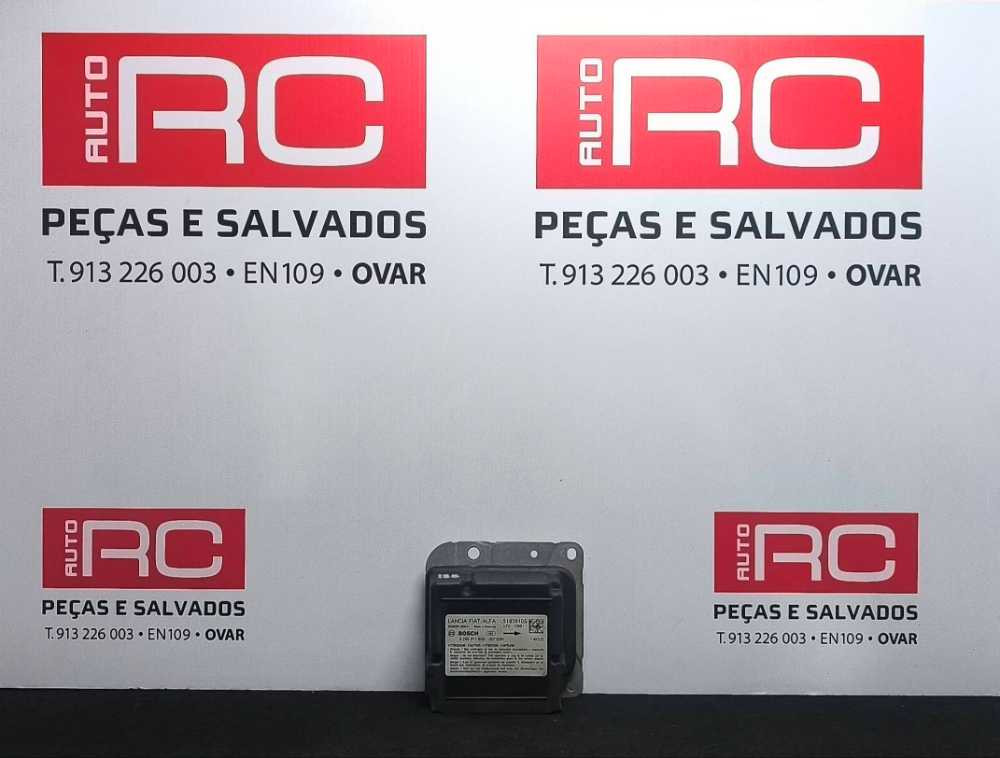 AUTO RC
PEÇAS E SALVADOS
T. 913 226 003 • EN109 • OVAR
AUTO RC
PEÇAS E SALVADOS
T. 913 226 003 • EN109 • OVAR
AUTO RC
PEÇAS E SALVADOS
T. 913 226 003 • EN109 • OVAR
AUTO RC
PEÇAS E SALVADOS
T. 913 226 003 • EN109 • OVAR
LANCIA FIAT ALFA
BOSCH